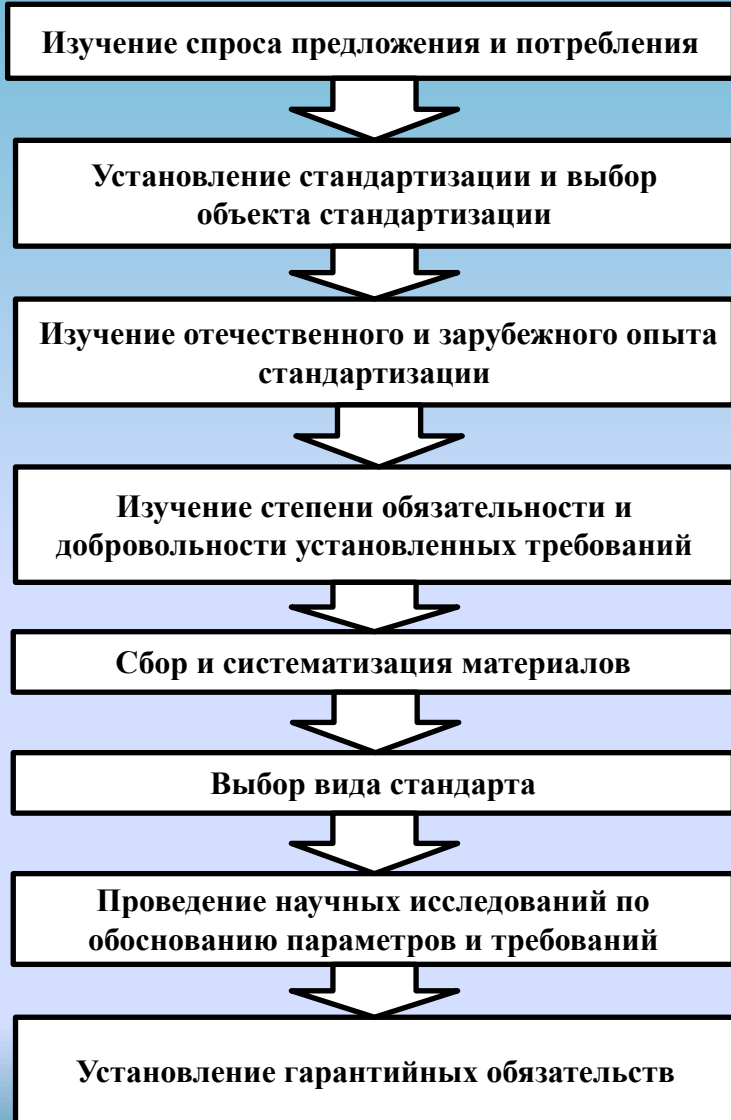 Изучение спроса предложения и потребления
Установление стандартизации и выбор
объекта стандартизации
Изучение отечественного и зарубежного опыта
стандартизации
Изучение степени обязательности и
добровольности установленных требований
Сбор и систематизация материалов
Выбор вида стандарта
Проведение научных исследований по
обоснованию параметров и требований
Установление гарантийных обязательств